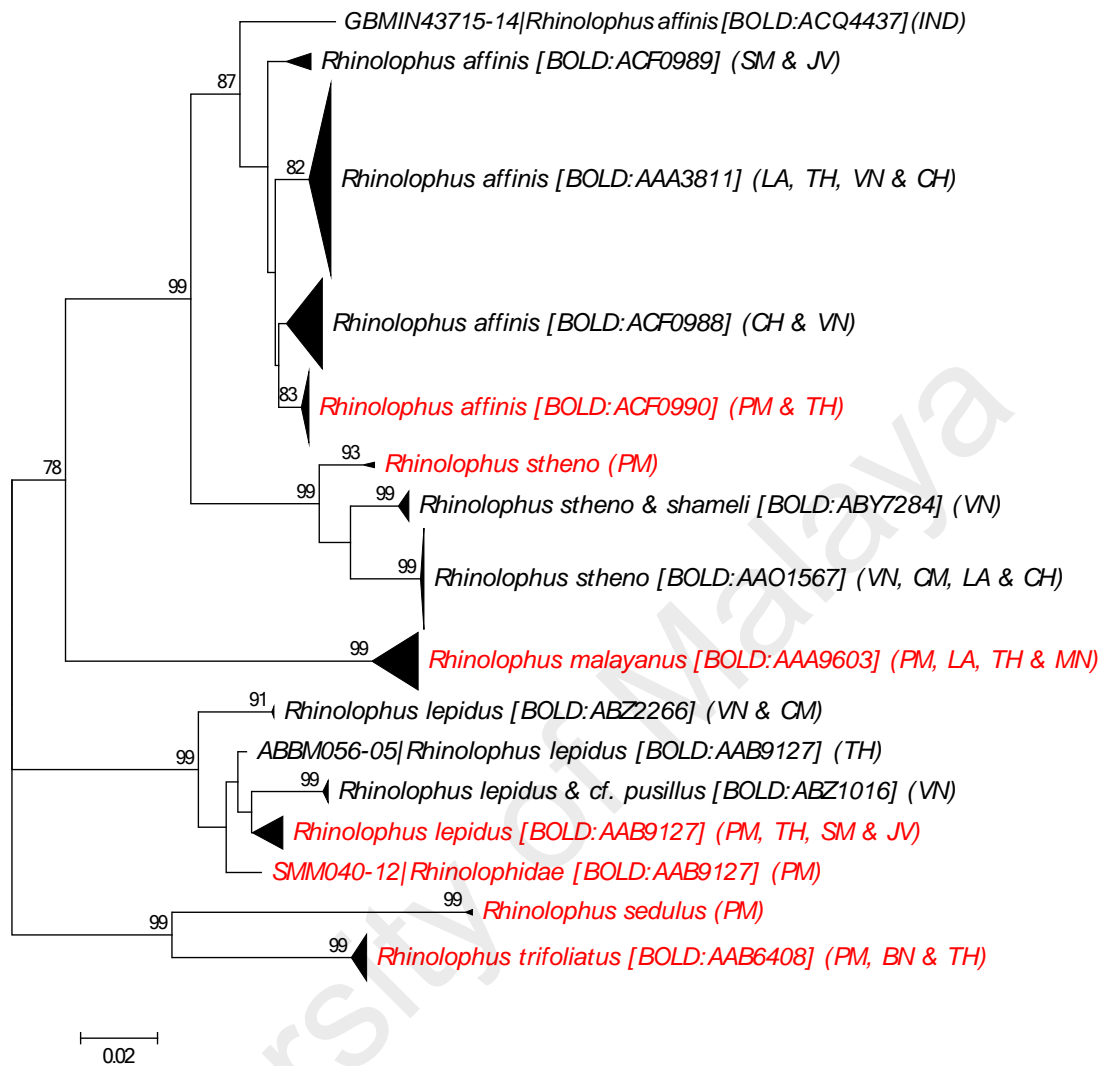 GBMIN43715-14|Rhinolophus affinis [BOLD:ACQ4437](IND)
87
Rhinolophus affinis [BOLD:ACF0989] (SM & JV)
82
Rhinolophus affinis [BOLD:AAA3811] (LA, TH, VN & CH)
99
Rhinolophus affinis [BOLD:ACF0988] (CH & VN)
83
Rhinolophus affinis [BOLD:ACF0990] (PM & TH)
78
93
Rhinolophus stheno (PM)
99
99
Rhinolophus stheno & shameli [BOLD:ABY7284] (VN)
99
Rhinolophus stheno [BOLD:AAO1567] (VN, CM, LA & CH)
99
Rhinolophus malayanus [BOLD:AAA9603] (PM, LA, TH & MN)
91
Rhinolophus lepidus [BOLD:ABZ2266] (VN & CM)
99
ABBM056-05|Rhinolophus lepidus [BOLD:AAB9127] (TH)
99
Rhinolophus lepidus & cf. pusillus [BOLD:ABZ1016] (VN)
Rhinolophus lepidus [BOLD:AAB9127] (PM, TH, SM & JV)
SMM040-12|Rhinolophidae [BOLD:AAB9127] (PM)
99
Rhinolophus sedulus (PM)
99
99
Rhinolophus trifoliatus [BOLD:AAB6408] (PM, BN & TH)
0.02
ersity of Malaya